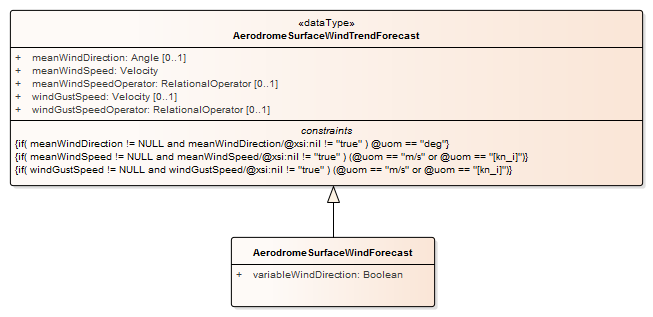 «dataType»
AerodromeSurfaceWindTrendForecast
+ meanWindDirection: Angle [0..1]
+ meanWindSpeed: Velocity
+ meanWindSpeedOperator: RelationalOperator [0..1]
+ windGustSpeed: Velocity [0..1]
+ windGustSpeedOperator: RelationalOperator [0..1]
constraints
{if( meanWindDirection != NULL and meanWindDirection/@xsi:nil != "true" ) @uom == "deg"}
{if( meanWindSpeed != NULL and meanWindSpeed/@xsi:nil != "true" ) (@uom == "m/s" or @uom == "[kn_i]")}
{if( windGustSpeed != NULL and windGustSpeed/@xsi:nil != "true" ) (@uom == "m/s" or @uom == "[kn_i]")}
AerodromeSurfaceWindForecast
+ variableWindDirection: Boolean